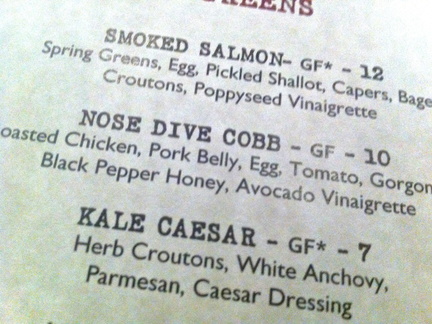 SMOKED SALMON- GF* - 12
Spring Greens, Egg, Pickled Shallot, Capers,
Croutons, Poppyseed Vinaigrette
NOSE DIVE COBB - GF - 10
Chicken, Pork Belly, Egg, Tomato,
Black Pepper Honey, Avocado Vinaigrette
KALE CAESAR - GF* - 7
Herb Croutons, White Anchovy,
Parmesan, Caesar Dressing